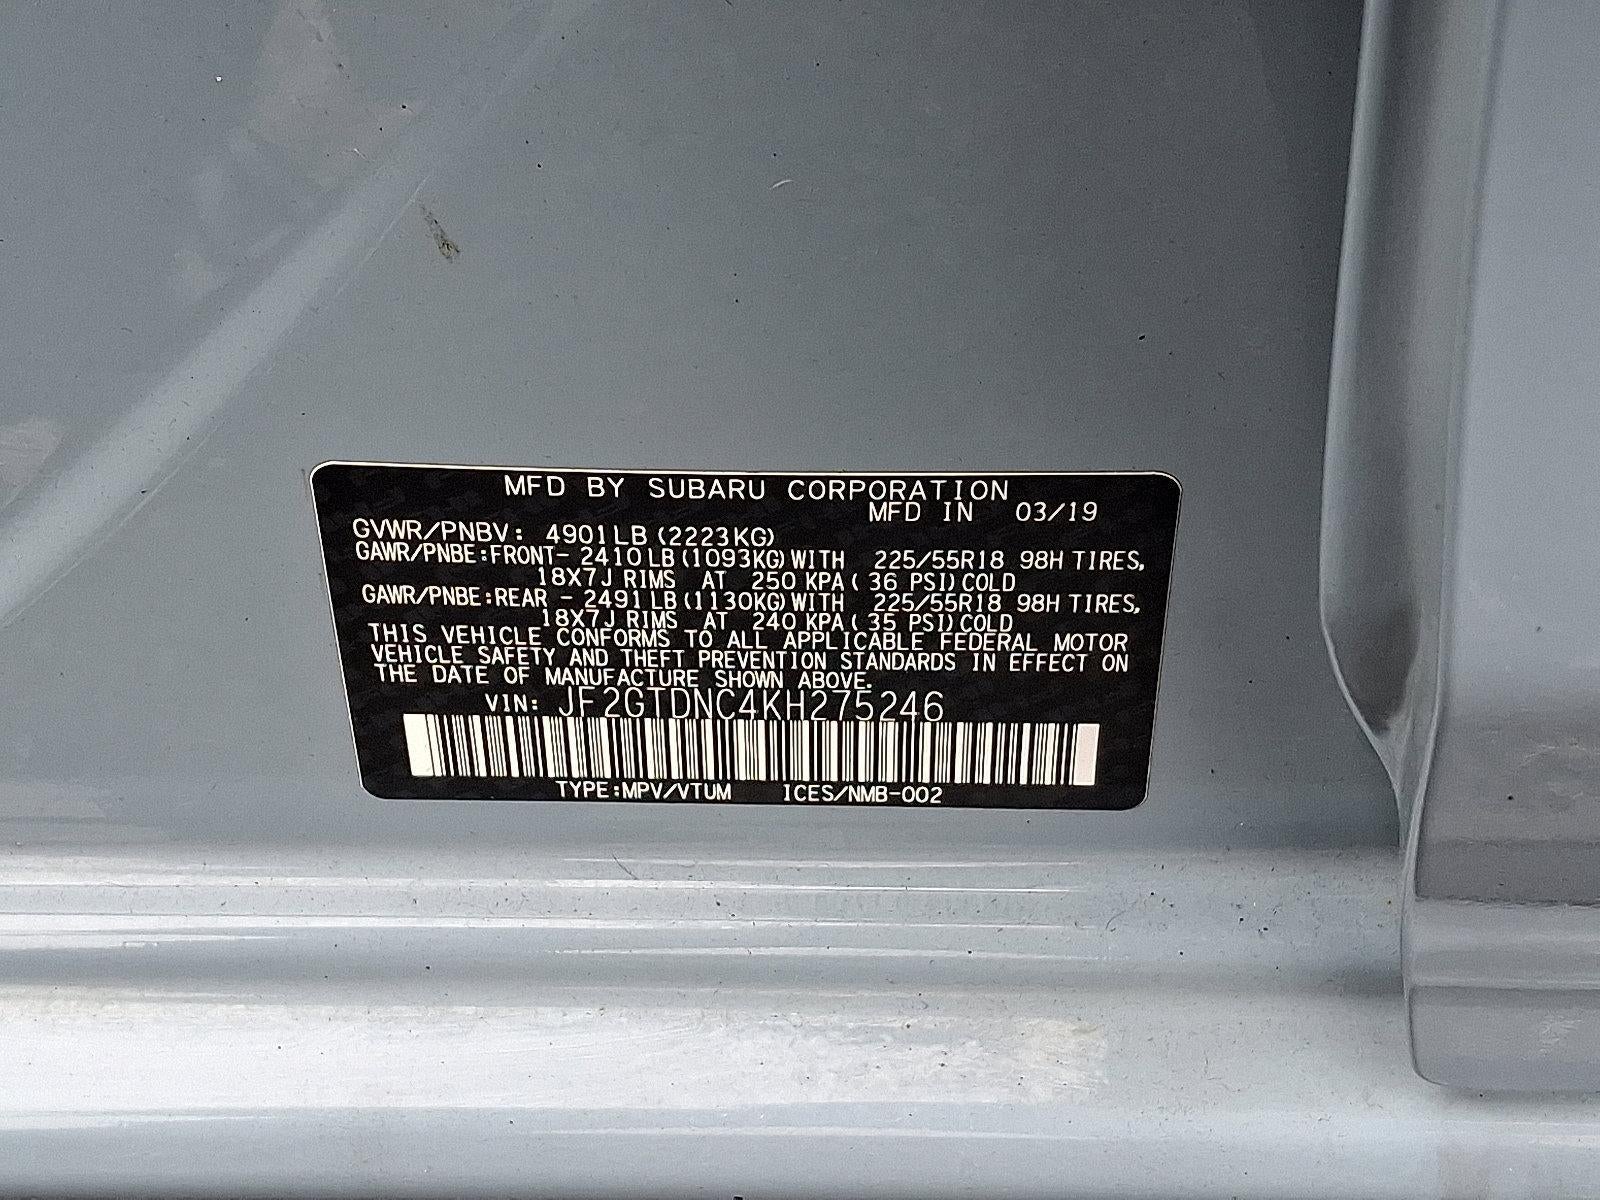 MFD BY SUBARU CORPORATION
MFD IN 03/19
GVWR/PNBV: 4901LB (2223KG)
GAWR/PNBE:FRONT- 2410LB (1093KG) WITH 225/55R18 98H TIRES,
18X7J RIMS AT 250 KPA( 36 PSI) COLD
GAWR/PNBE:REAR - 2491LB (1130KG) WITH 225/55R18 98H TIRES,
18X7J RIMS AT 240 KPA( 35 PSI) COLD
THIS VEHICLE CONFORMS TO ALL APPLICABLE FEDERAL MOTOR
VEHICLE SAFETY AND THEFT PREVENTION STANDARDS IN EFFECT ON
THE DATE OF MANUFACTURE SHOWN ABOVE.
VIN: JF2GTDNC4KH275246
TYPE:MPV/VTUM ICES/NMB-002